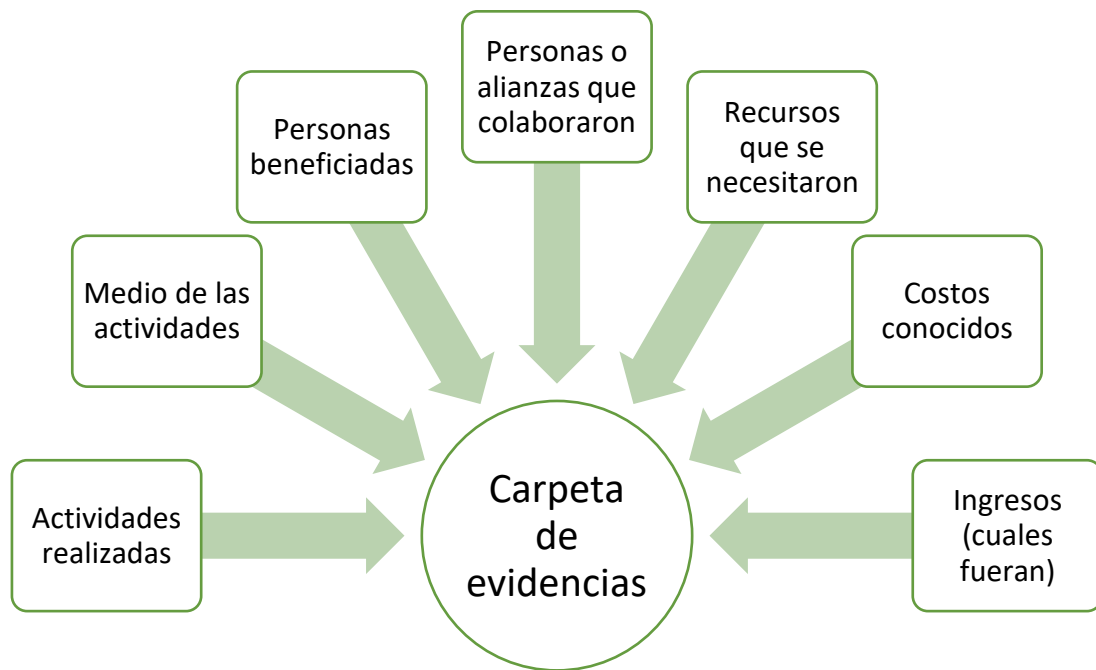 Personas o
alianzas que
colaboraron
Personas
beneficiadas
Recursos
que se
necesitaron
Medio de las
actividades
Costos
conocidos
Actividades
realizadas
Carpeta
de
evidencias
Ingresos
(cuales
fueran)